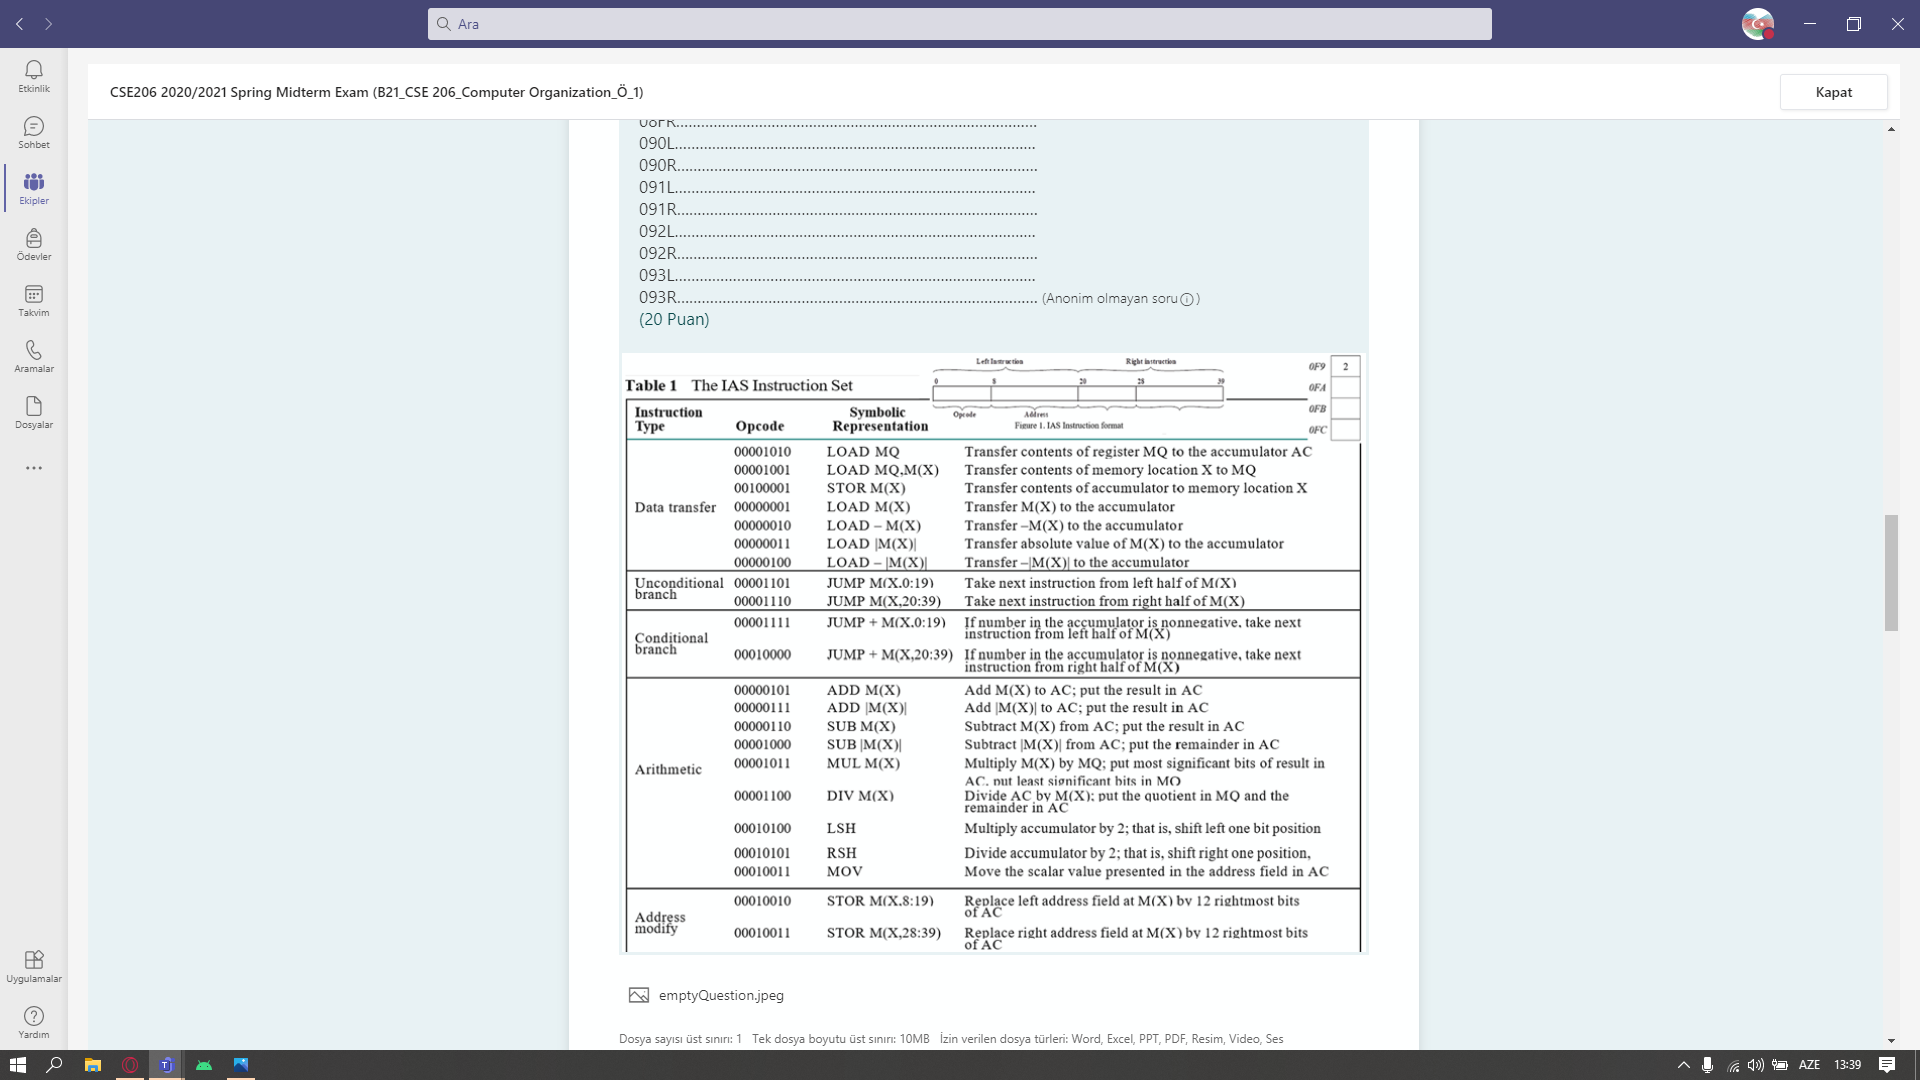 Ara
CSE206 2020/2021 Spring Midterm Exam (B21_CSE 206_Computer Organization_Ö_1)
Kapat
Etkinlik
Sohbet
Ekipler
Ödevler
Takvim
Aramalar
Dosyalar
Uygulamalar
Yardım
08FR..........................................................................................
090L..........................................................................................
090R..........................................................................................
091L..........................................................................................
091R..........................................................................................
092L..........................................................................................
092R..........................................................................................
093L..........................................................................................
093R.......................................................................................... (Anonim olmayan soru)
(20 Puan)
Left Instruction Right instruction
0 8 20 28 39
Opcode Address
Figure 1. IAS Instruction format
0F9 2
0FA
0FB
0FC
Table 1 The IAS Instruction Set
Instruction Type Opcode Symbolic Representation
Data transfer
00001010 LOAD MQ Transfer contents of register MQ to the accumulator AC
00001001 LOAD MQ,M(X) Transfer contents of memory location X to MQ
00100001 STOR M(X) Transfer contents of accumulator to memory location X
00000001 LOAD M(X) Transfer M(X) to the accumulator
00000010 LOAD – M(X) Transfer –M(X) to the accumulator
00000011 LOAD |M(X)| Transfer absolute value of M(X) to the accumulator
00000100 LOAD – |M(X)| Transfer –|M(X)| to the accumulator
Unconditional branch
00001101 JUMP M(X,0:19) Take next instruction from left half of M(X)
00001110 JUMP M(X,20:39) Take next instruction from right half of M(X)
Conditional branch
00001111 JUMP + M(X,0:19) If number in the accumulator is nonnegative, take next
instruction from left half of M(X)
00010000 JUMP + M(X,20:39) If number in the accumulator is nonnegative, take next
instruction from right half of M(X)
Arithmetic
00000101 ADD M(X) Add M(X) to AC; put the result in AC
00000111 ADD |M(X)| Add |M(X)| to AC; put the result in AC
00000110 SUB M(X) Subtract M(X) from AC; put the result in AC
00001000 SUB |M(X)| Subtract |M(X)| from AC; put the remainder in AC
00001011 MUL M(X) Multiply M(X) by MQ; put most significant bits of result in
AC, put least significant bits in MQ
00001100 DIV M(X) Divide AC by M(X); put the quotient in MQ and the
remainder in AC
00010100 LSH Multiply accumulator by 2; that is, shift left one bit position
00010101 RSH Divide accumulator by 2; that is, shift right one position,
00010011 MOV Move the scalar value presented in the address field in AC
Address modify
00010010 STOR M(X,8:19) Replace left address field at M(X) by 12 rightmost bits
of AC
00010011 STOR M(X,28:39) Replace right address field at M(X) by 12 rightmost bits
of AC
emptyQuestion.jpeg
Dosya sayısı üst sınırı: 1 Tek dosya boyutu üst sınırı: 10MB İzin verilen dosya türleri: Word, Excel, PPT, PDF, Resim, Video, Ses
AZE 13:39